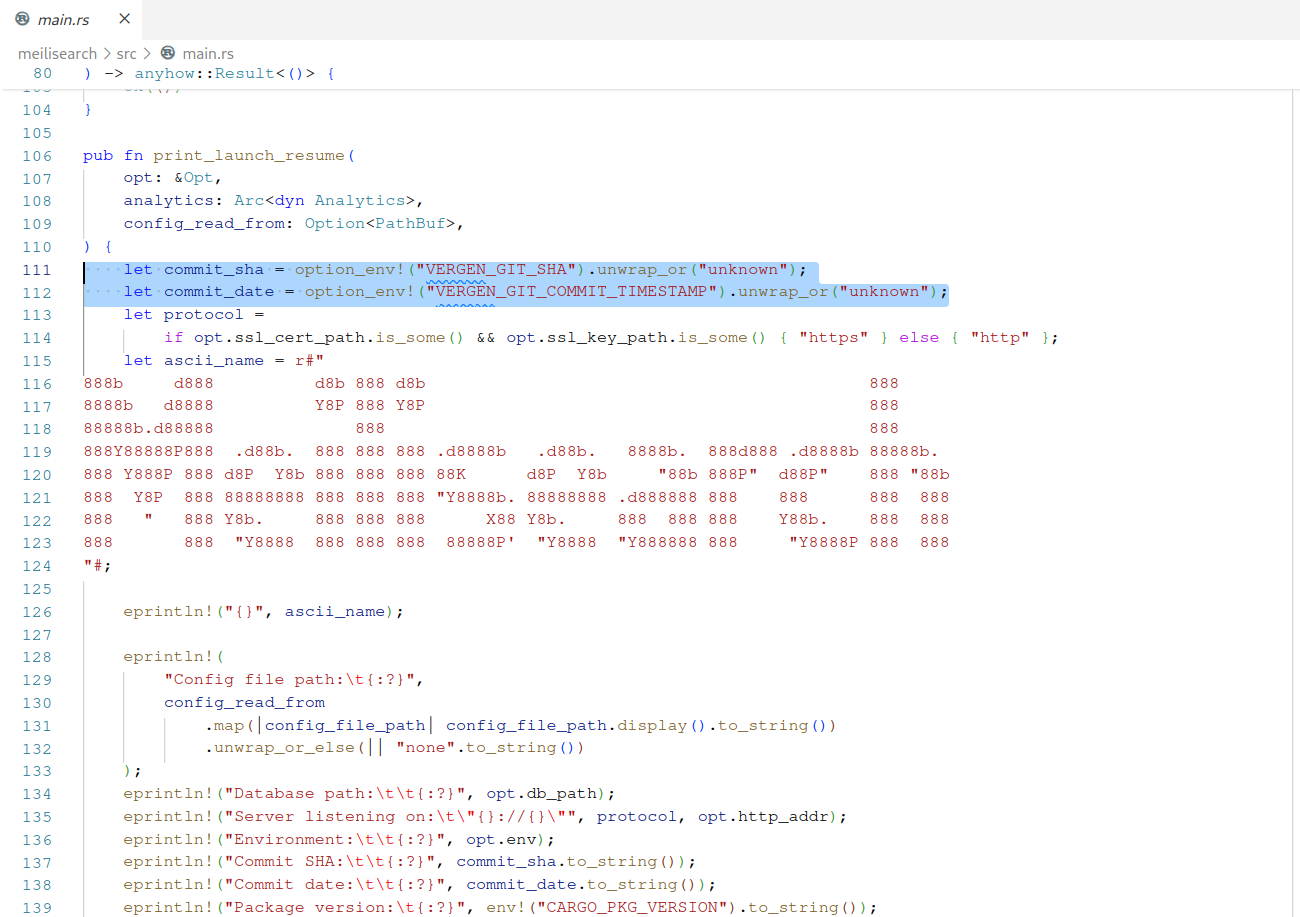 main.rs
meilisearch > src > main.rs
80 ) -> anyhow::Result<()> {
104 }
105
106 pub fn print_launch_resume(
107     opt: &Opt,
108     analytics: Arc<dyn Analytics>,
109     config_read_from: Option<PathBuf>,
110 ) {
111     let commit_sha = option_env!("VERGEN_GIT_SHA").unwrap_or("unknown");
112     let commit_date = option_env!("VERGEN_GIT_COMMIT_TIMESTAMP").unwrap_or("unknown");
113     let protocol =
114         if opt.ssl_cert_path.is_some() && opt.ssl_key_path.is_some() { "https" } else { "http" };
115     let ascii_name = r#"
116 888b     d888          d8b 888 d8b                                            888
117 8888b   d8888          Y8P 888 Y8P                                            888
118 88888b.d88888              888                                                888
119 888Y88888P888  .d88b.  888 888 888 .d8888b   .d88b.   8888b.  888d888 .d8888b 88888b.
120 888 Y888P 888 d8P  Y8b 888 888 888 88K      d8P  Y8b     "88b 888P"  d88P"    888 "88b
121 888  Y8P  888 88888888 888 888 888 "Y8888b. 88888888 .d888888 888    888      888  888
122 888   "   888 Y8b.     888 888 888      X88 Y8b.     888  888 888    Y88b.    888  888
123 888       888  "Y8888  888 888 888  88888P'  "Y8888  "Y888888 888     "Y8888P 888  888
124 "#;
125
126     eprintln!("{}", ascii_name);
127
128     eprintln!(
129         "Config file path:\t{:?}",
130         config_read_from
131             .map(|config_file_path| config_file_path.display().to_string())
132             .unwrap_or_else(|| "none".to_string())
133     );
134     eprintln!("Database path:\t\t{:?}", opt.db_path);
135     eprintln!("Server listening on:\t\"{}://{}\"", protocol, opt.http_addr);
136     eprintln!("Environment:\t\t{:?}", opt.env);
137     eprintln!("Commit SHA:\t\t{:?}", commit_sha.to_string());
138     eprintln!("Commit date:\t\t{:?}", commit_date.to_string());
139     eprintln!("Package version:\t{:?}", env!("CARGO_PKG_VERSION").to_string());